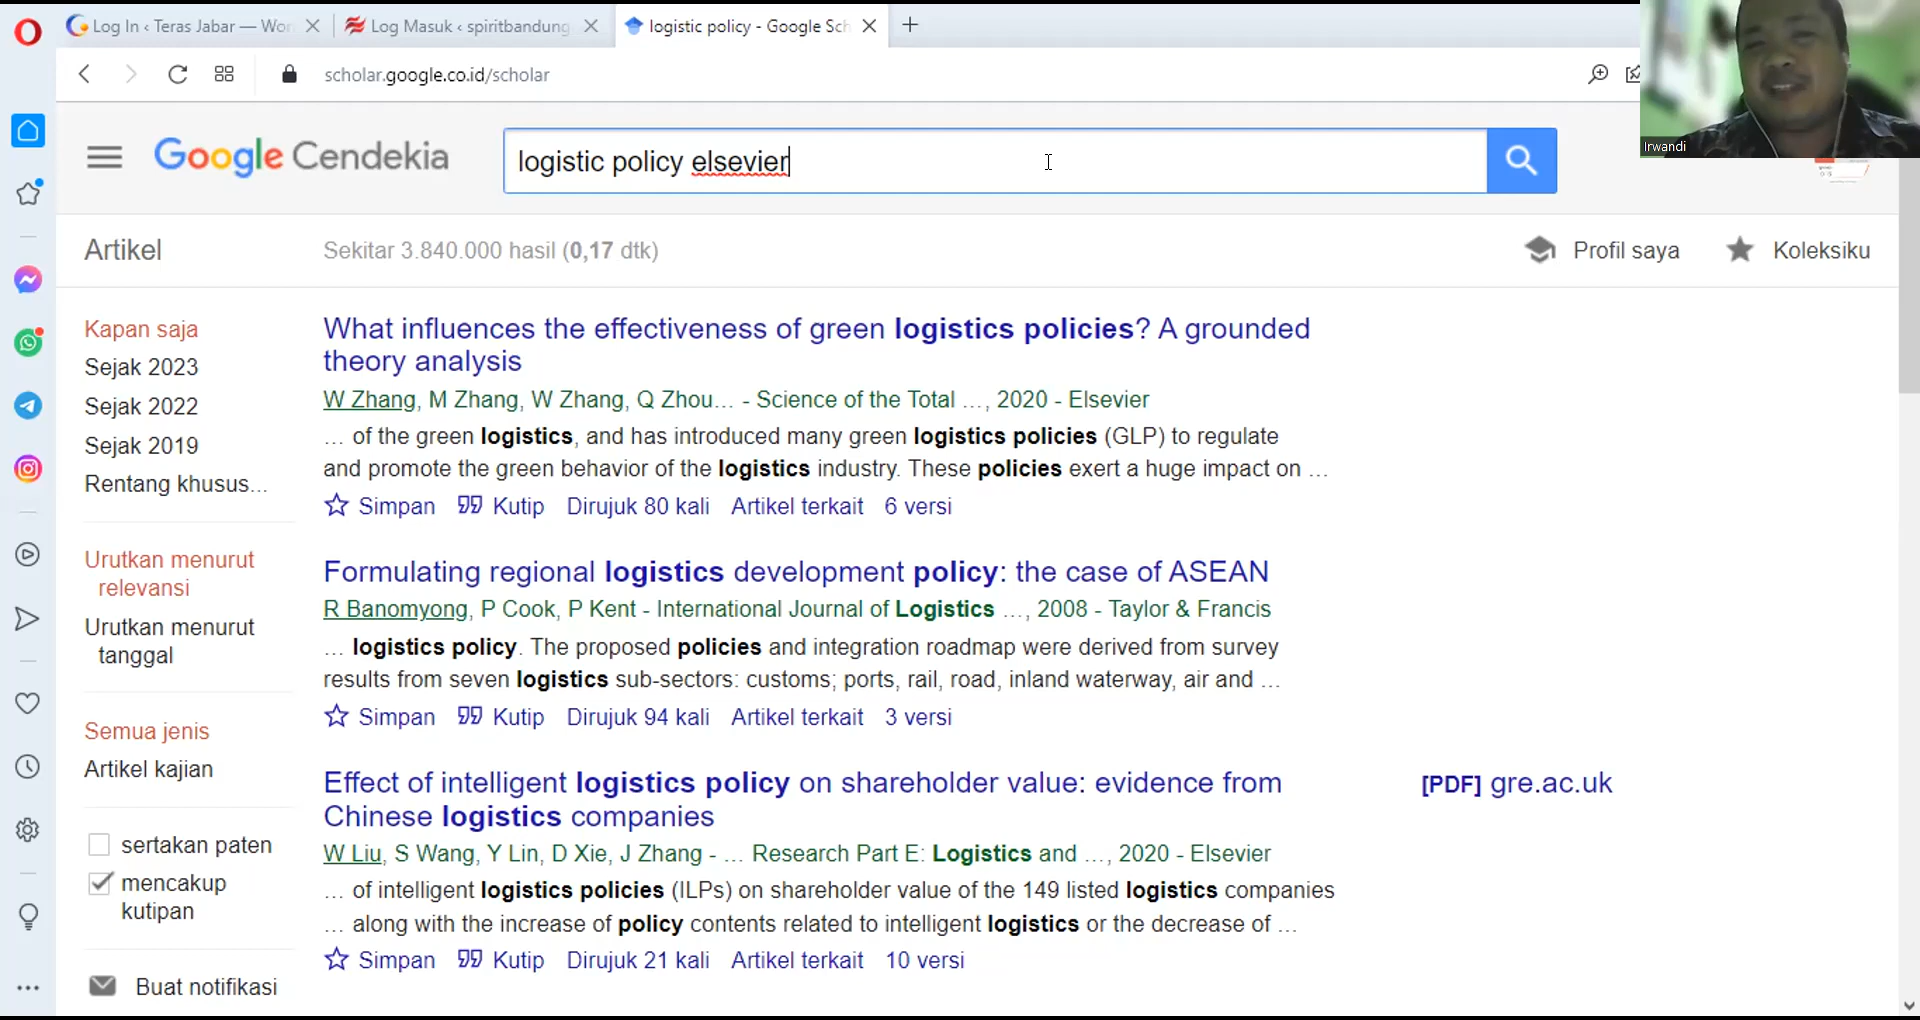 Log In ‹ Teras Jabar — Wor
Log Masuk ‹ spiritbandung
logistic policy - Google Sch
scholar.google.co.id/scholar
Irwandi
Google Cendekia
logistic policy elsevier
Artikel
Sekitar 3.840.000 hasil (0,17 dtk)
Profil saya
Koleksiku
Kapan saja
Sejak 2023
Sejak 2022
Sejak 2019
Rentang khusus...
Urutkan menurut
relevansi
Urutkan menurut
tanggal
Semua jenis
Artikel kajian
sertakan paten
mencakup
kutipan
Buat notifikasi
What influences the effectiveness of green logistics policies? A grounded
theory analysis
W Zhang, M Zhang, W Zhang, Q Zhou… - Science of the Total …, 2020 - Elsevier
… of the green logistics, and has introduced many green logistics policies (GLP) to regulate
and promote the green behavior of the logistics industry. These policies exert a huge impact on …
Simpan Kutip Dirujuk 80 kali Artikel terkait 6 versi
Formulating regional logistics development policy: the case of ASEAN
R Banomyong, P Cook, P Kent - International Journal of Logistics …, 2008 - Taylor & Francis
… logistics policy. The proposed policies and integration roadmap were derived from survey
results from seven logistics sub-sectors: customs; ports, rail, road, inland waterway, air and …
Simpan Kutip Dirujuk 94 kali Artikel terkait 3 versi
Effect of intelligent logistics policy on shareholder value: evidence from
Chinese logistics companies
[PDF] gre.ac.uk
W Liu, S Wang, Y Lin, D Xie, J Zhang - … Research Part E: Logistics and …, 2020 - Elsevier
… of intelligent logistics policies (ILPs) on shareholder value of the 149 listed logistics companies
… along with the increase of policy contents related to intelligent logistics or the decrease of …
Simpan Kutip Dirujuk 21 kali Artikel terkait 10 versi